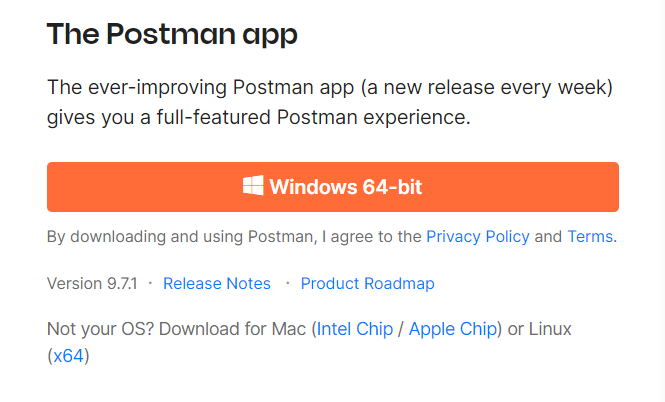 The Postman app
The ever-improving Postman app (a new release every week)
gives you a full-featured Postman experience.
Windows 64-bit
By downloading and using Postman, I agree to the Privacy Policy and Terms.
Version 9.7.1 · Release Notes · Product Roadmap
Not your OS? Download for Mac (Intel Chip / Apple Chip) or Linux
(x64)